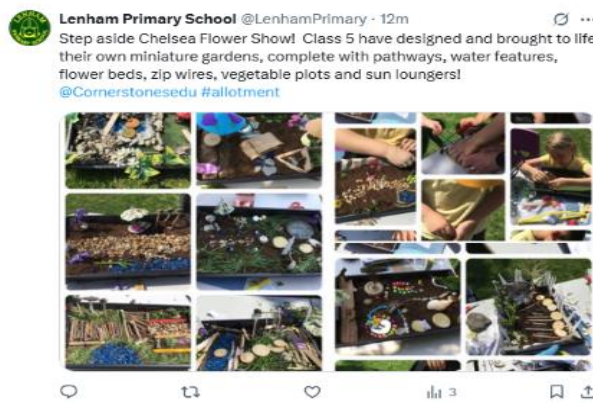 Lenham Primary School @LenhamPrimary · 12m
Step aside Chelsea Flower Show! Class 5 have designed and brought to life
their own miniature gardens, complete with pathways, water features,
flower beds, zip wires, vegetable plots and sun loungers!
@Cornerstonesedu #allotment
3